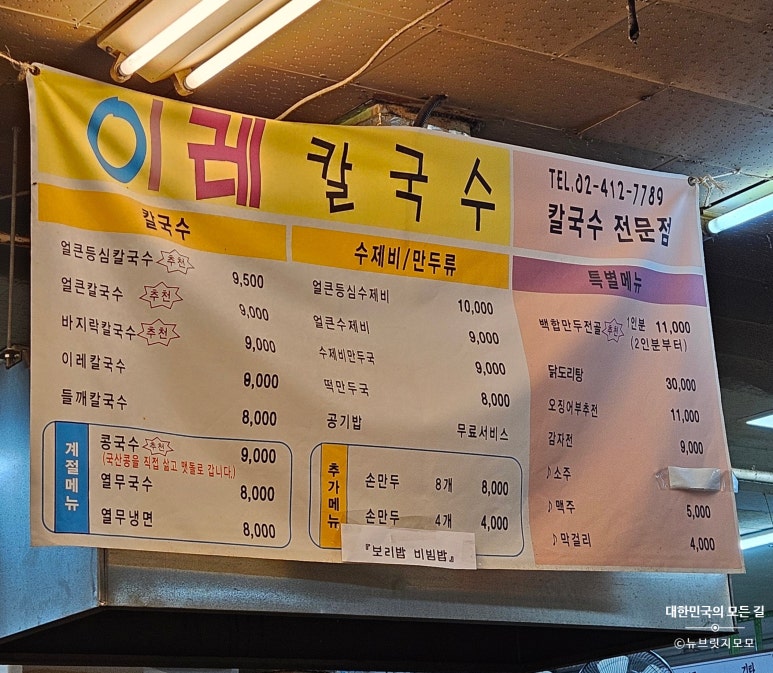 이레 칼국수
TEL.02-412-7789
칼국수 전문점
칼국수
얼큰등심칼국수 추천 9,500
얼큰칼국수 추천 9,000
바지락칼국수 추천 9,000
이레칼국수 8,000
들깨칼국수 8,000
계절메뉴
콩국수 추천 9,000
(국산콩을 직접 삶고 맷돌로 갑니다.)
열무국수 8,000
열무냉면 8,000
수제비/만두류
얼큰등심수제비 10,000
얼큰수제비 9,000
수제비만두국 9,000
떡만두국 8,000
공기밥 무료서비스
추가메뉴
손만두 8개 8,000
손만두 4개 4,000
『보리밥 비빔밥』
특별메뉴
백합만두전골 추천 1인분 11,000
(2인분부터)
닭도리탕 30,000
오징어부추전 11,000
감자전 9,000
♪소주
♪맥주 5,000
♪막걸리 4,000
대한민국의 모든 길
©뉴브릿지모모
기타